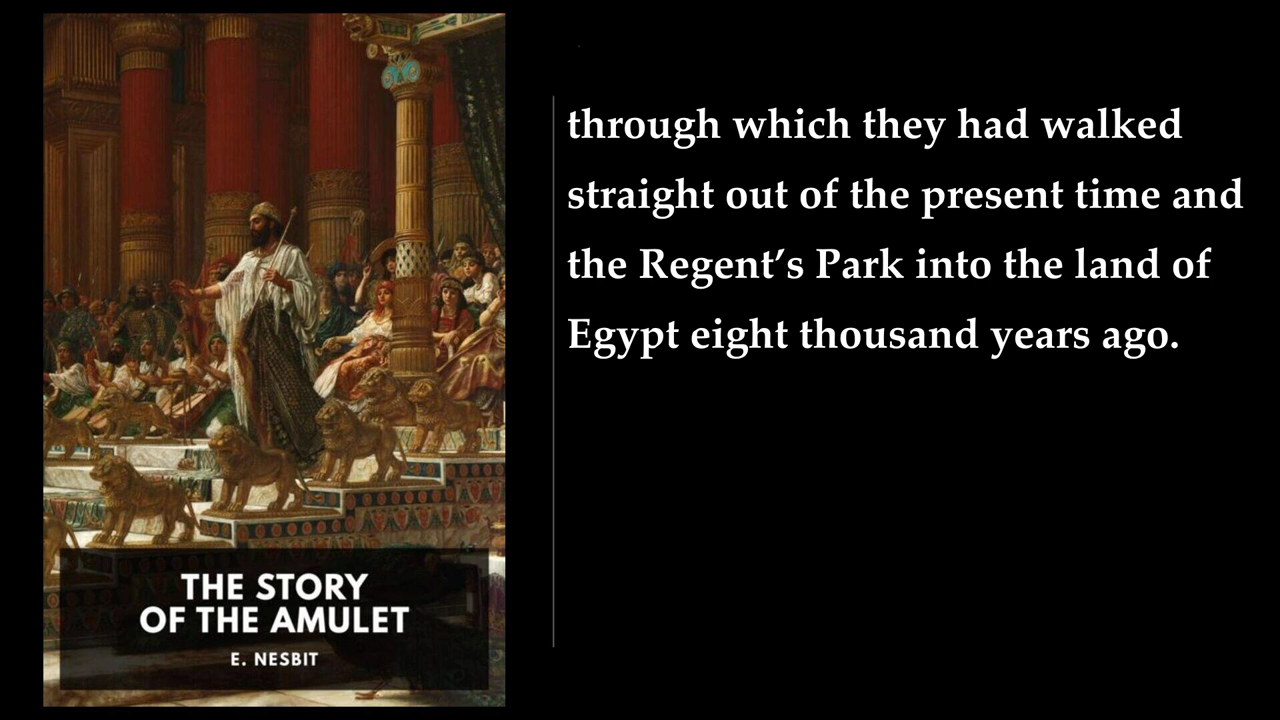 through which they had walked
straight out of the present time and
the Regent’s Park into the land of
Egypt eight thousand years ago.
THE STORY
OF THE AMULET
E. NESBIT